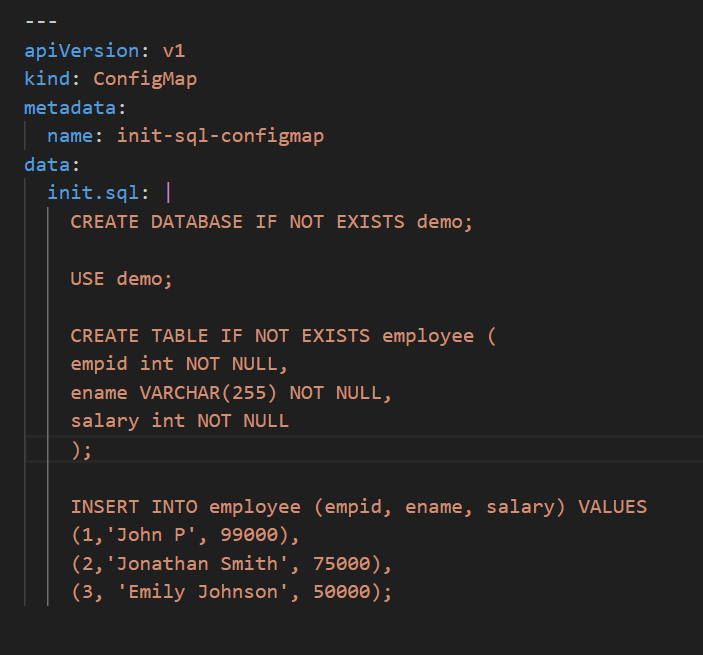 ---
apiVersion: v1
kind: ConfigMap
metadata:
  name: init-sql-configmap
data:
  init.sql: |
    CREATE DATABASE IF NOT EXISTS demo;

    USE demo;

    CREATE TABLE IF NOT EXISTS employee (
    empid int NOT NULL,
    ename VARCHAR(255) NOT NULL,
    salary int NOT NULL
    );

    INSERT INTO employee (empid, ename, salary) VALUES
    (1,'John P', 99000),
    (2,'Jonathan Smith', 75000),
    (3, 'Emily Johnson', 50000);